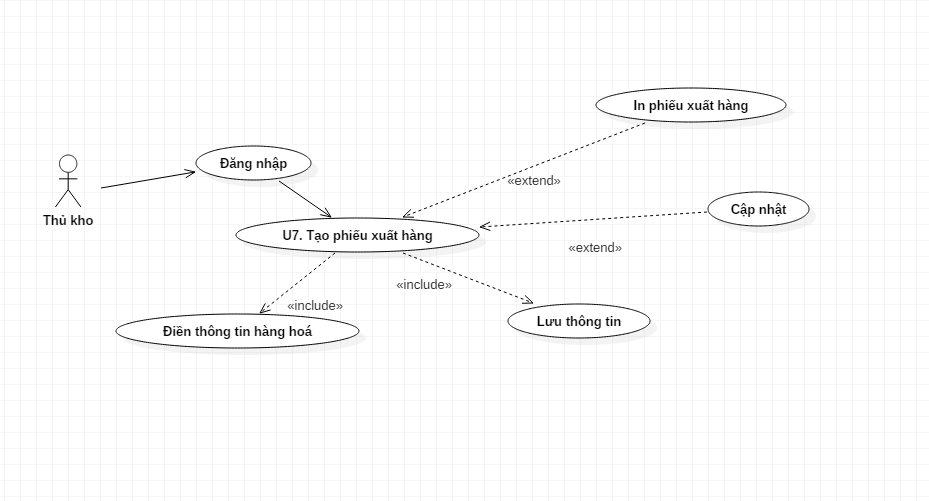 In phiếu xuất hàng
Đăng nhập
«extend»
Thủ kho
Cập nhật
U7. Tạo phiếu xuất hàng
«extend»
«include»
«include»
Điền thông tin hàng hoá
Lưu thông tin